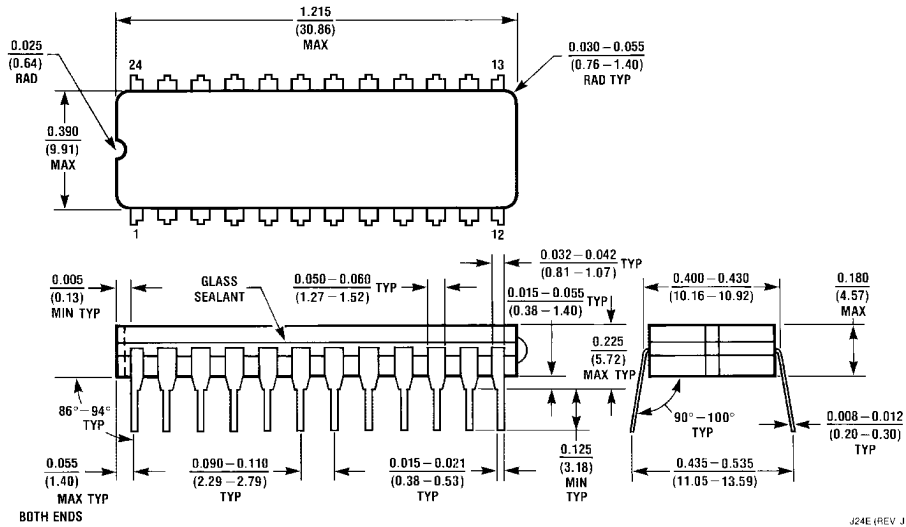 1.215
(30.86)
MAX
0.025
(0.64)
RAD
24
13
0.030–0.055
(0.76–1.40)
RAD TYP
0.390
(9.91)
MAX
1
12
0.005
(0.13)
MIN TYP
GLASS
SEALANT
0.050–0.060
(1.27–1.52)
TYP
0.032–0.042
(0.81–1.07)
TYP
0.015–0.055
(0.38–1.40)
TYP
0.225
(5.72)
MAX TYP
0.400–0.430
(10.16–10.92)
0.180
(4.57)
MAX
86°–94°
TYP
90°–100°
TYP
0.008–0.012
(0.20–0.30)
TYP
0.055
(1.40)
MAX TYP
BOTH ENDS
0.090–0.110
(2.29–2.79)
TYP
0.015–0.021
(0.38–0.53)
TYP
0.125
(3.18)
MIN
TYP
0.435–0.535
(11.05–13.59)
J24E (REV J